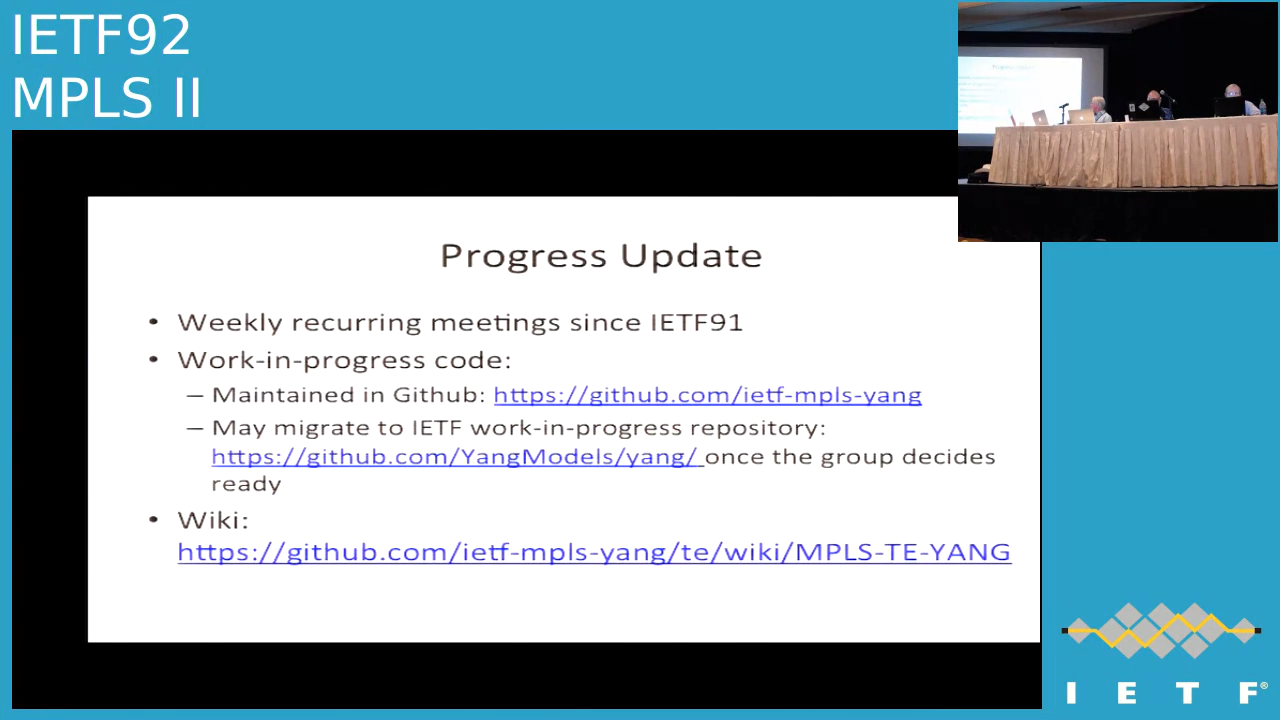 IETF92
MPLS II
Progress Update
• Weekly recurring meetings since IETF91
• Work-in-progress code:
– Maintained in Github: https://github.com/ietf-mpls-yang
– May migrate to IETF work-in-progress repository:
https://github.com/YangModels/yang/ once the group decides
ready
• Wiki:
https://github.com/ietf-mpls-yang/te/wiki/MPLS-TE-YANG
I E T F®